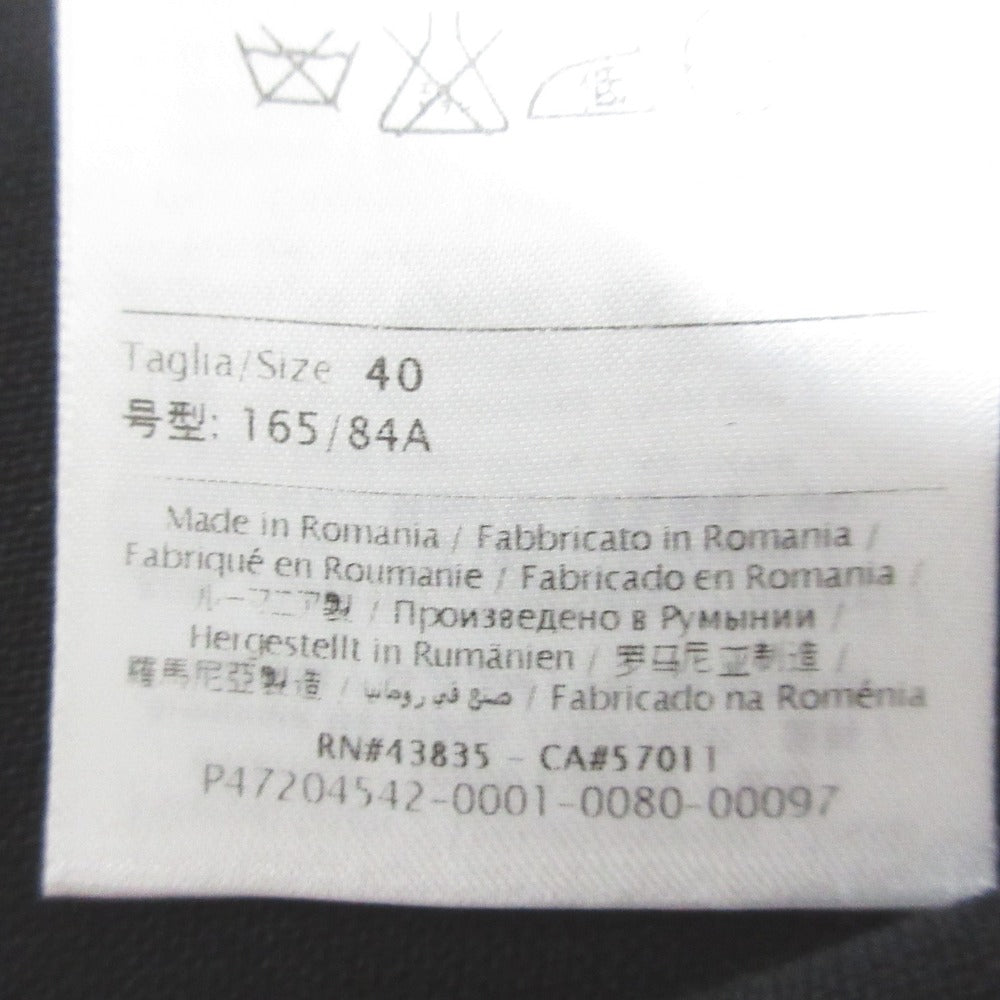 Taglia/Size 40
号型: 165/84A
Made in Romania / Fabbricato in Romania /
Fabriqué en Roumanie / Fabricado en Romania /
ルーマニア製 / Произведено в Румынии /
Hergestellt in Rumänien / 罗马尼亚制造 /
羅馬尼亞製造 / صنع في رومانيا / Fabricado na Roménia
RN#43835 - CA#57011
P47204542-0001-0080-00097